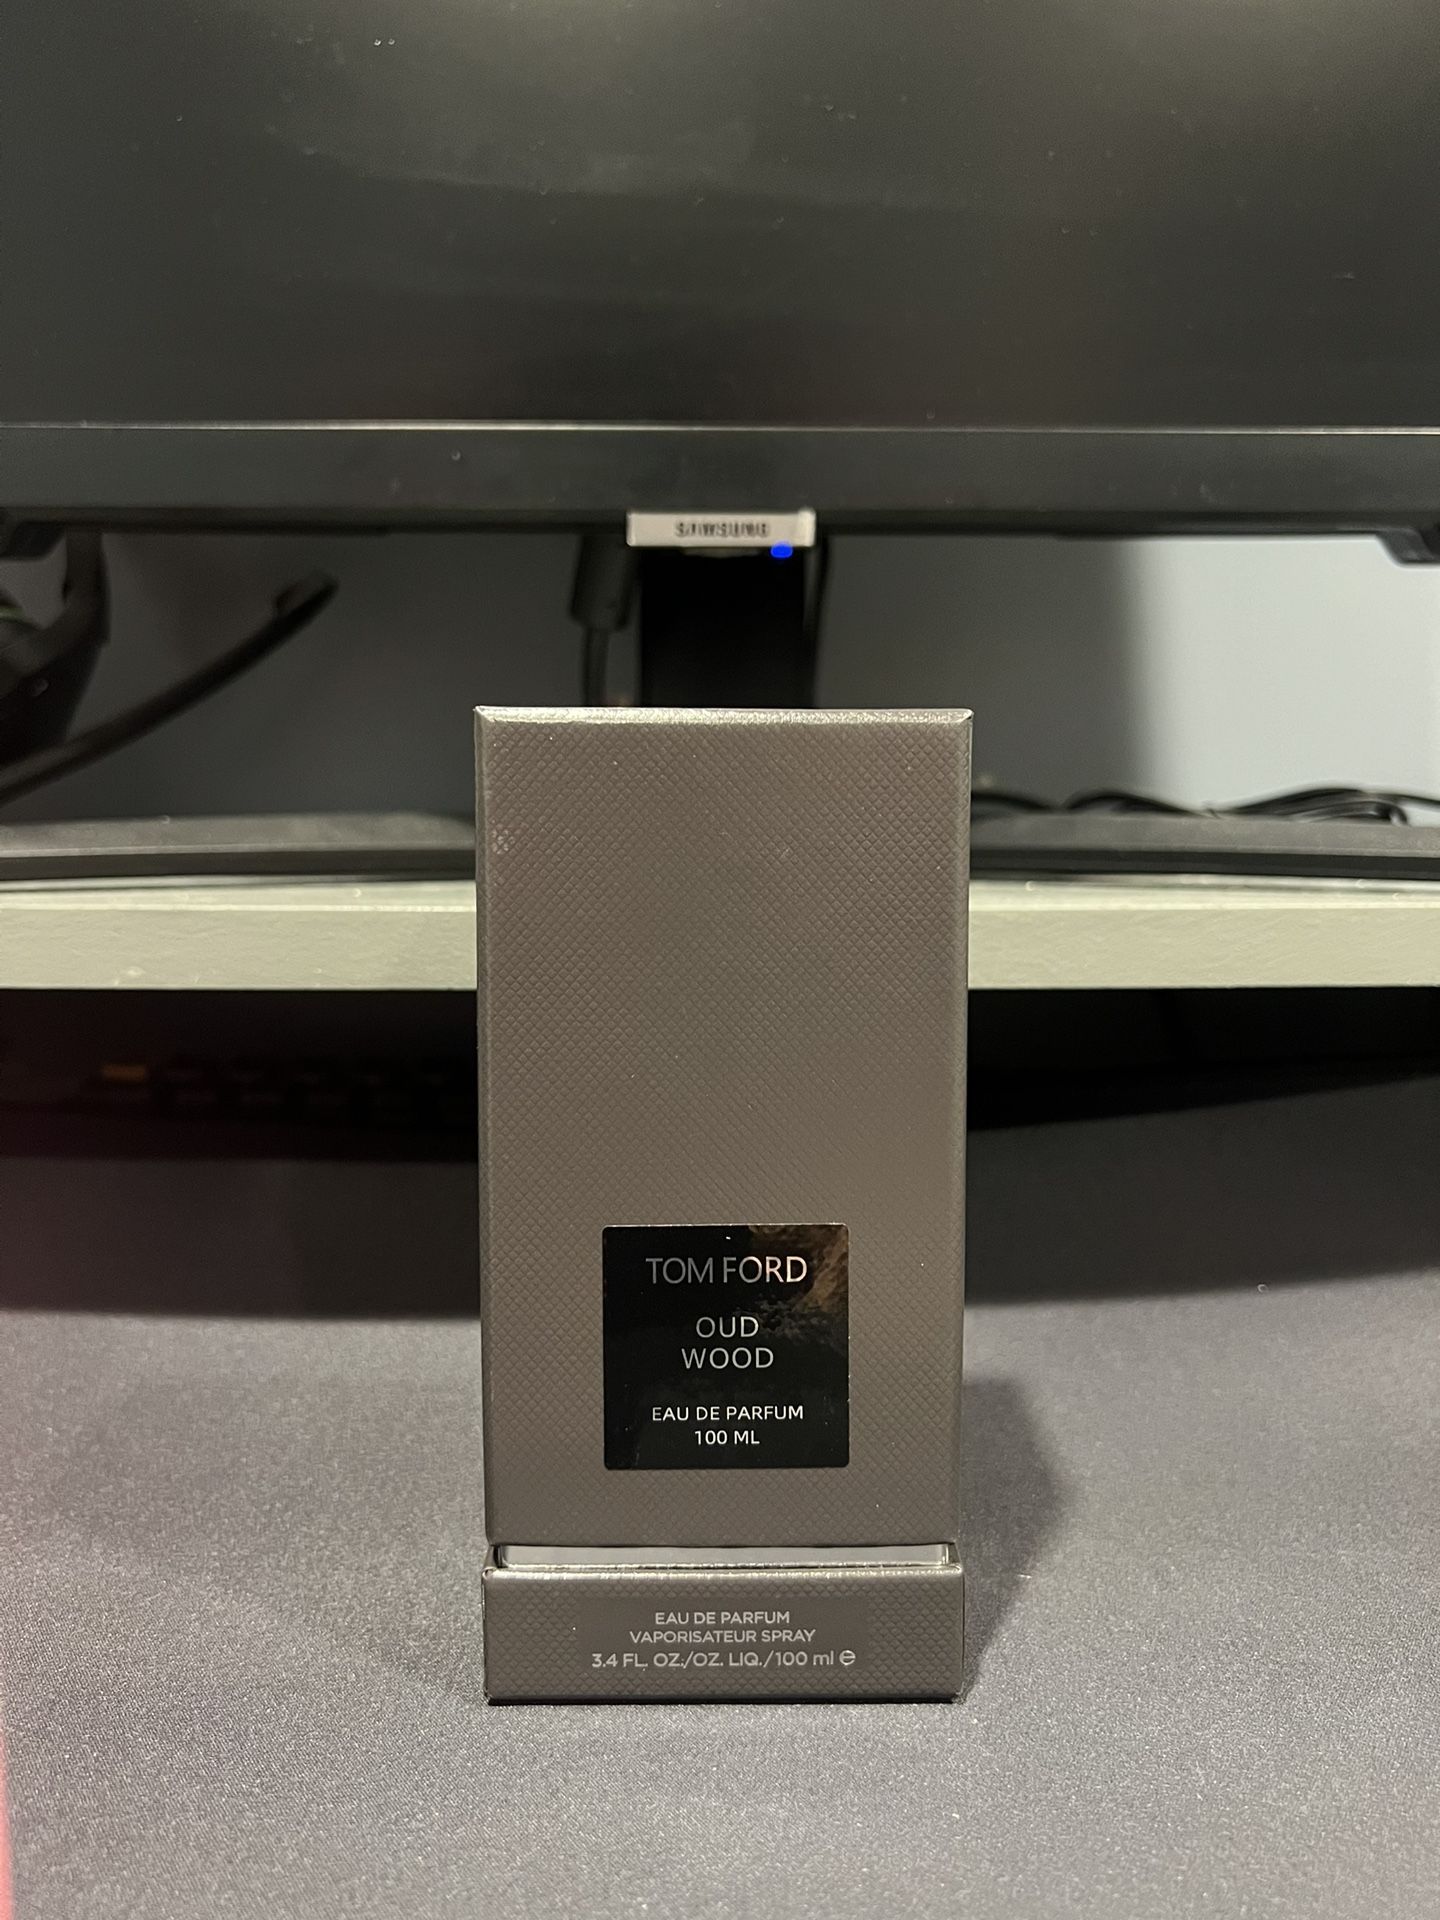 SAMSUNG
TOM FORD
OUD
WOOD
EAU DE PARFUM
100 ML
EAU DE PARFUM
VAPORISATEUR SPRAY
3.4 FL. OZ./OZ. LIQ./100 ml ℮